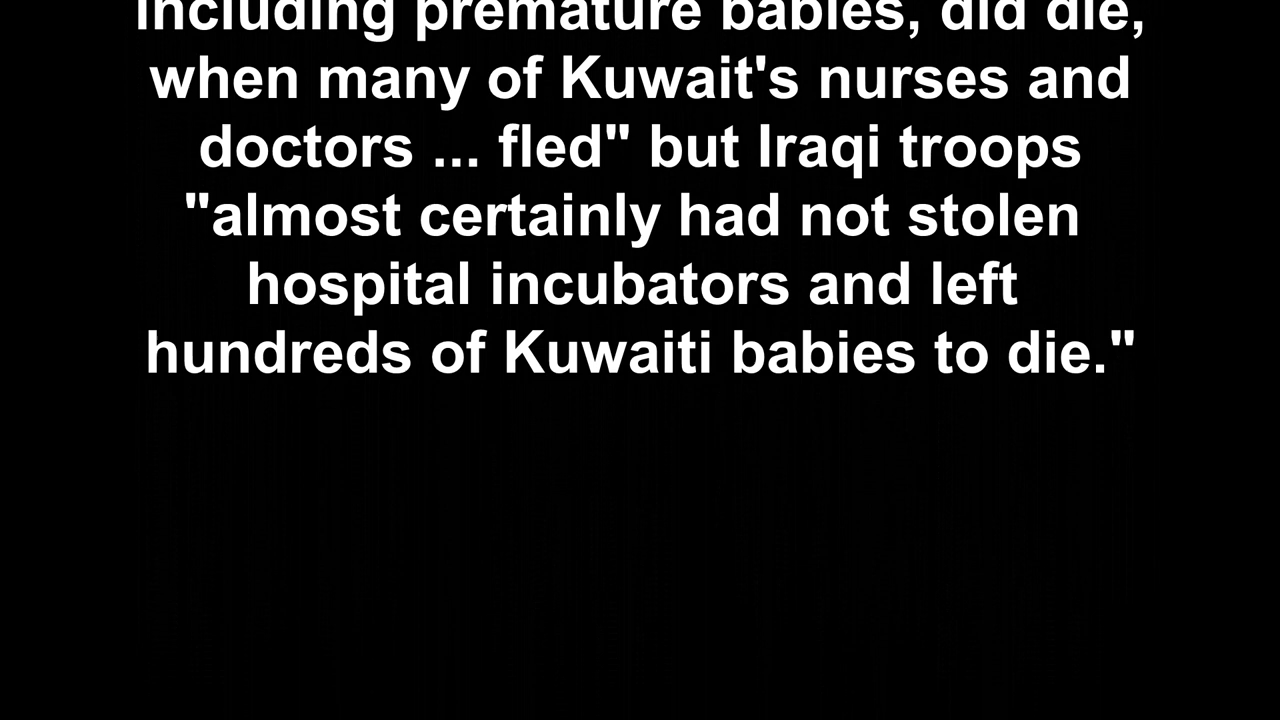 including premature babies, did die,
when many of Kuwait's nurses and
doctors ... fled" but Iraqi troops
"almost certainly had not stolen
hospital incubators and left
hundreds of Kuwaiti babies to die."